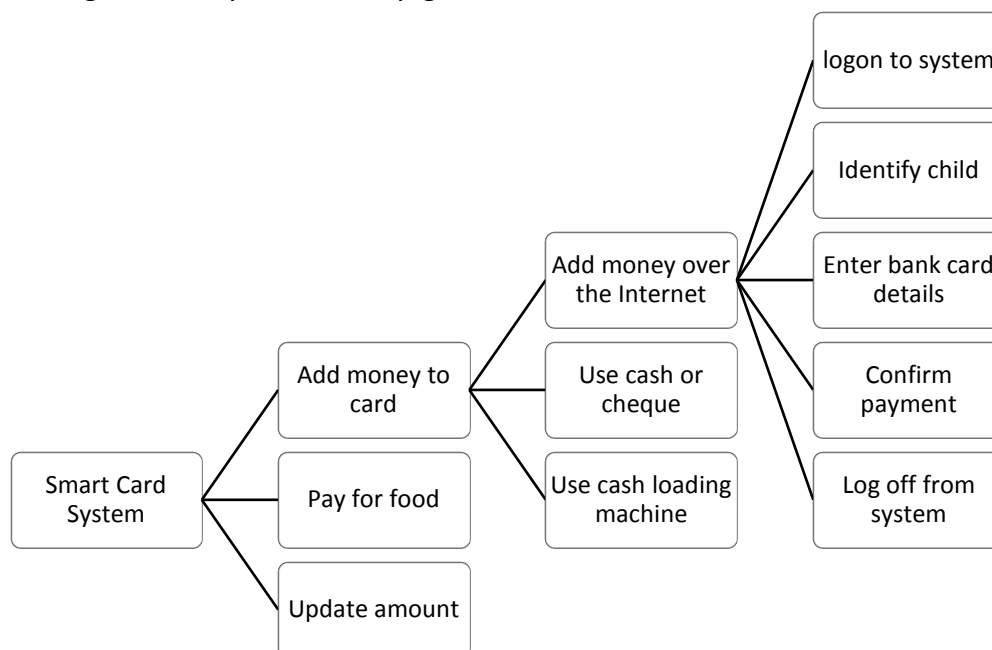 logon to system
Identify child
Add money over
the Internet
Enter bank card
details
Add money to
card
Use cash or
cheque
Confirm
payment
Smart Card
System
Pay for food
Use cash loading
machine
Log off from
system
Update amount